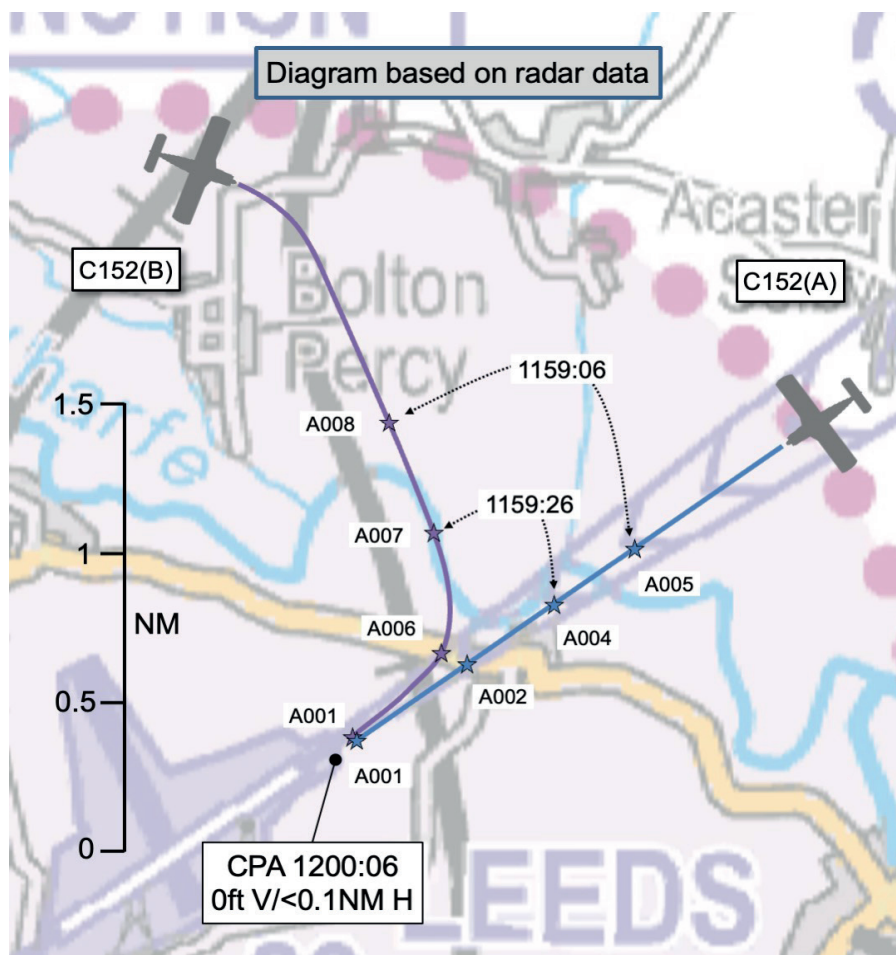 Diagram based on radar data
Acaster
C152(B)
C152(A)
Bolton
Percy
1159:06
1.5
A008
1159:26
A007
1
A005
NM
A006
A004
A002
0.5
A001
A001
0
CPA 1200:06
0ft V/<0.1NM H
LEEDS